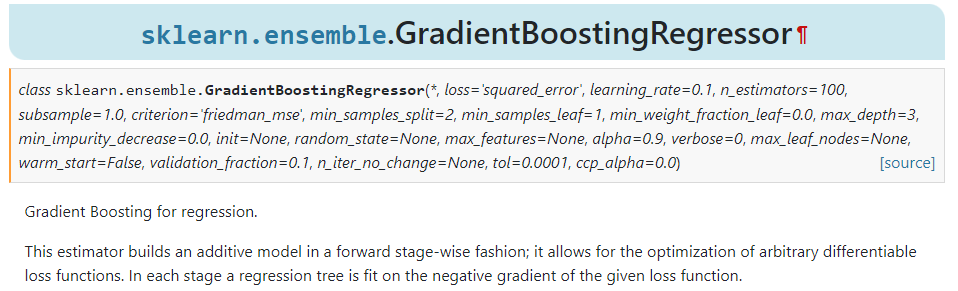 sklearn.ensemble.GradientBoostingRegressor¶
class sklearn.ensemble.GradientBoostingRegressor(*, loss='squared_error', learning_rate=0.1, n_estimators=100,
subsample=1.0, criterion='friedman_mse', min_samples_split=2, min_samples_leaf=1, min_weight_fraction_leaf=0.0, max_depth=3,
min_impurity_decrease=0.0, init=None, random_state=None, max_features=None, alpha=0.9, verbose=0, max_leaf_nodes=None,
warm_start=False, validation_fraction=0.1, n_iter_no_change=None, tol=0.0001, ccp_alpha=0.0) [source]
Gradient Boosting for regression.
This estimator builds an additive model in a forward stage-wise fashion; it allows for the optimization of arbitrary differentiable
loss functions. In each stage a regression tree is fit on the negative gradient of the given loss function.